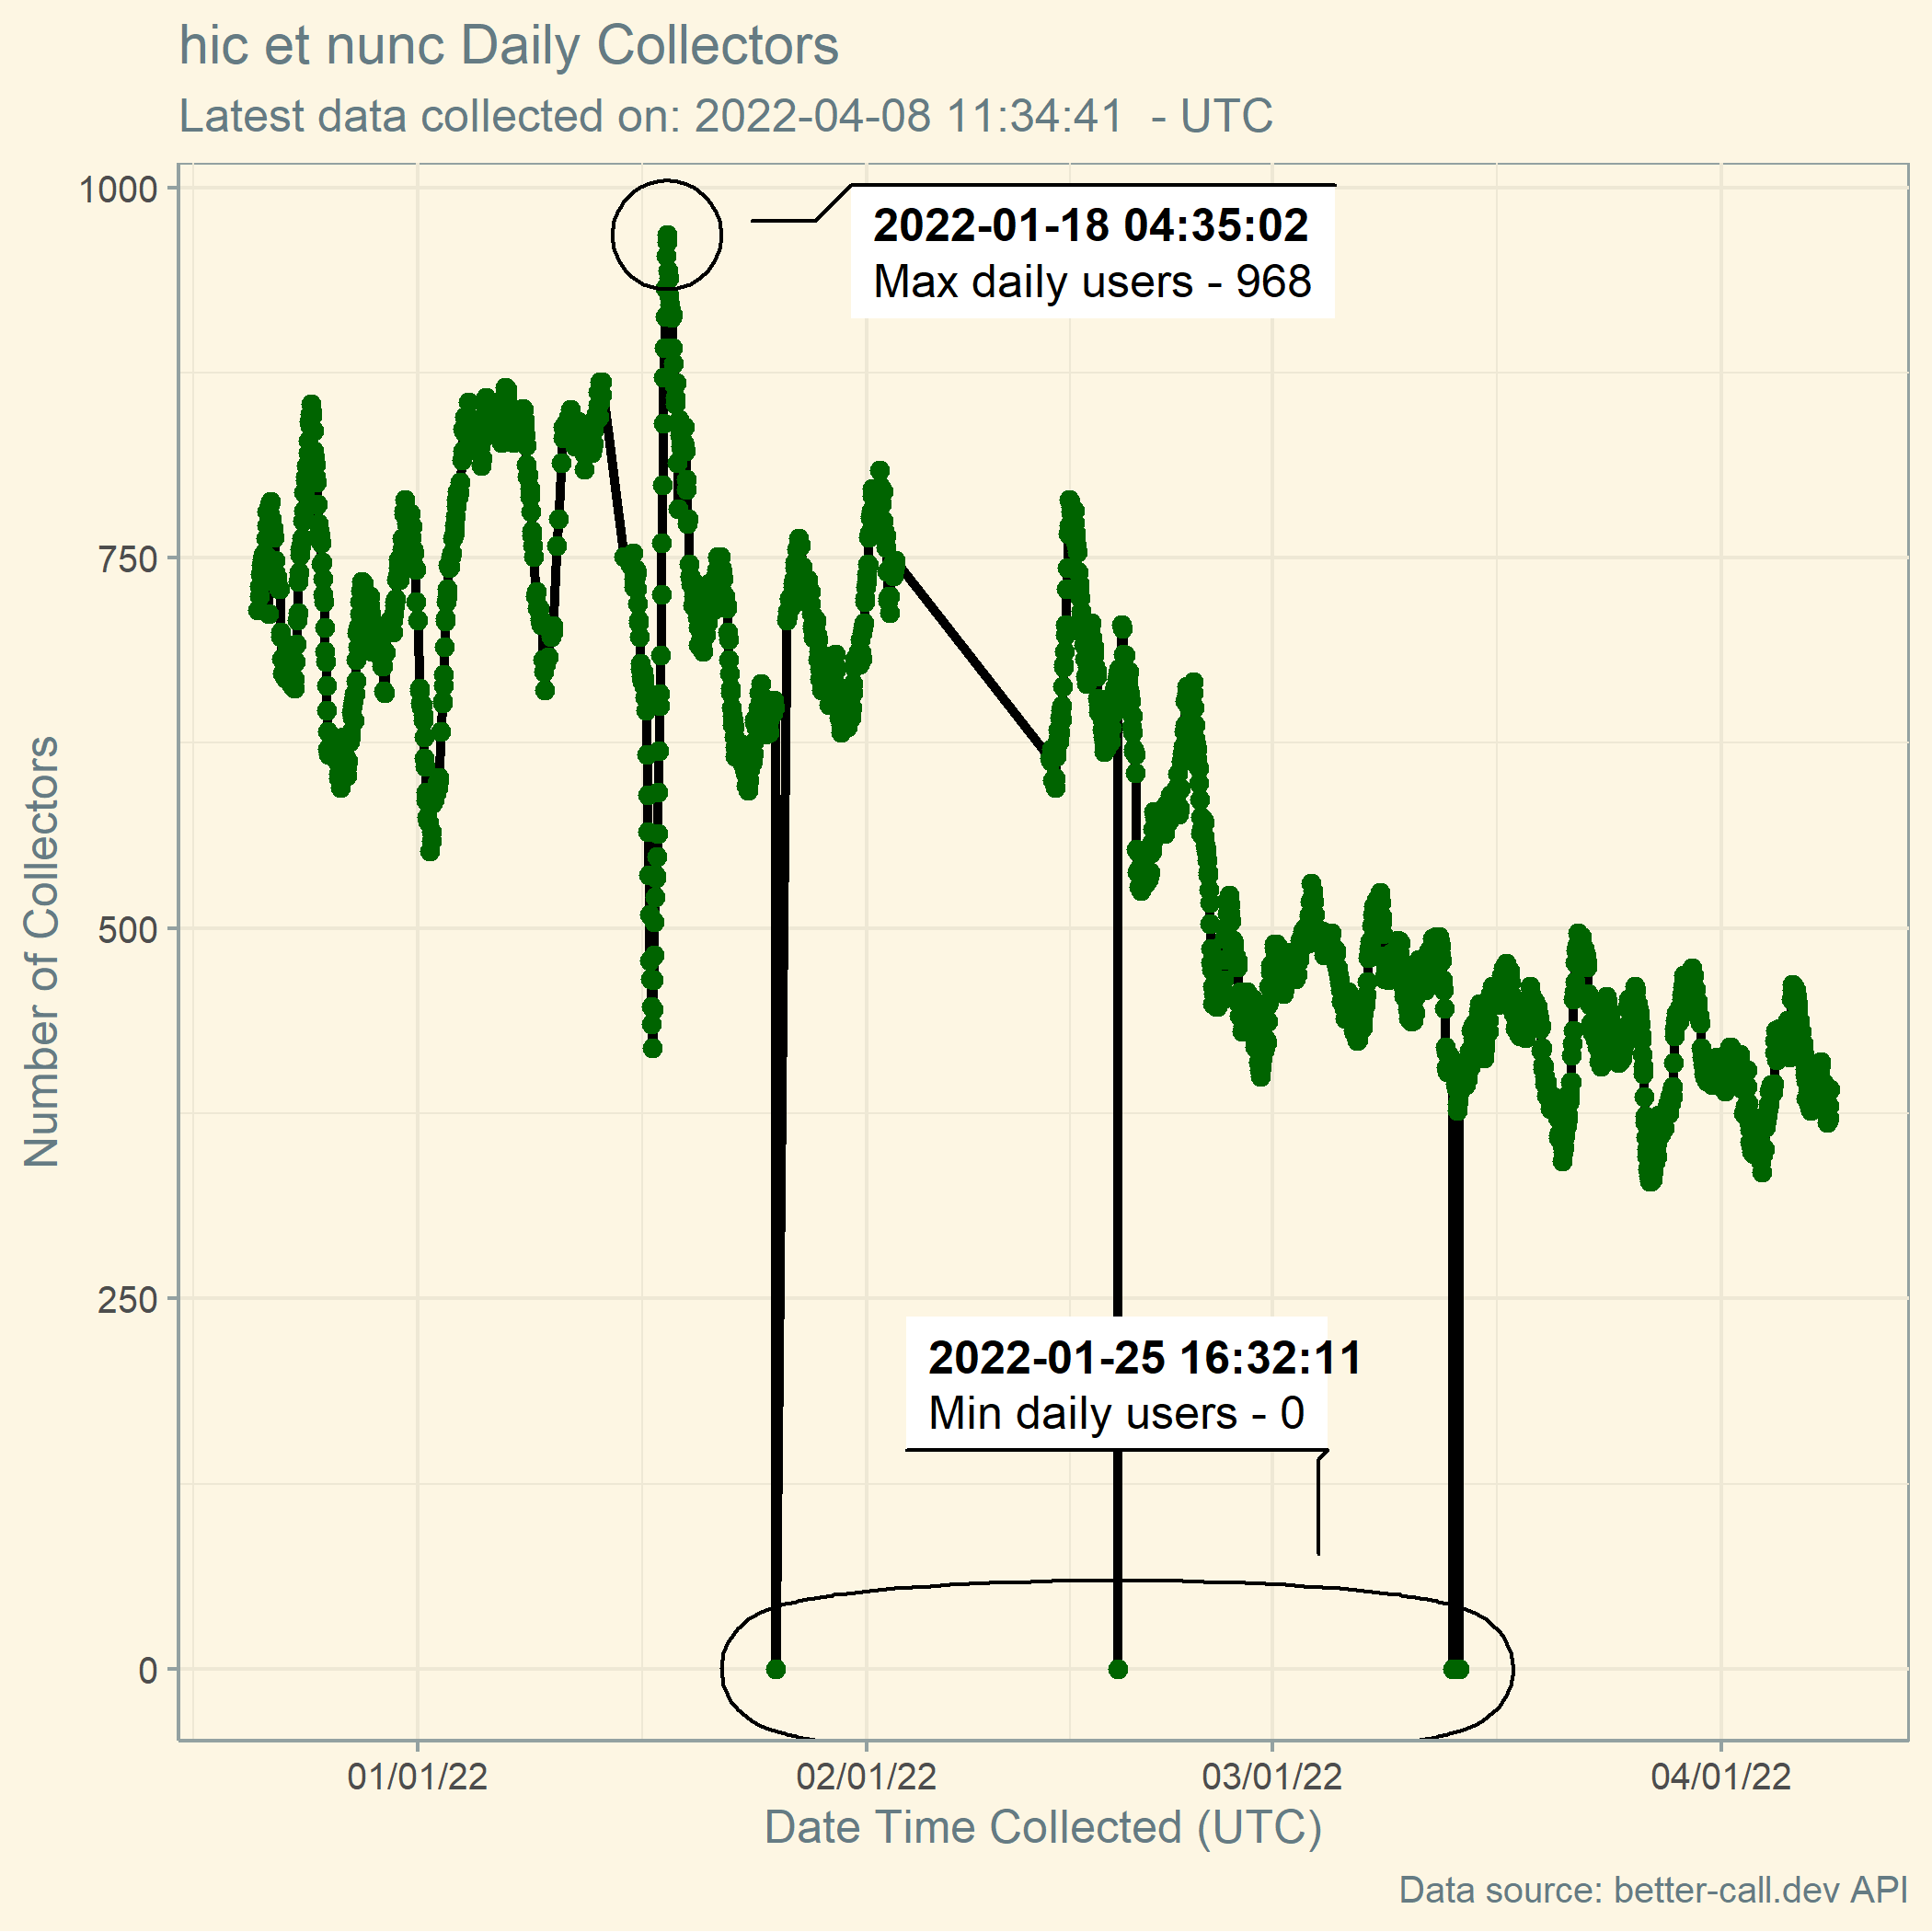 hic et nunc Daily Collectors
Latest data collected on: 2022-04-08 11:34:41  - UTC
1000
2022-01-18 04:35:02
Max daily users - 968
750
Number of Collectors
500
250
2022-01-25 16:32:11
Min daily users - 0
0
01/01/22 02/01/22 03/01/22 04/01/22
Date Time Collected (UTC)
Data source: better-call.dev API